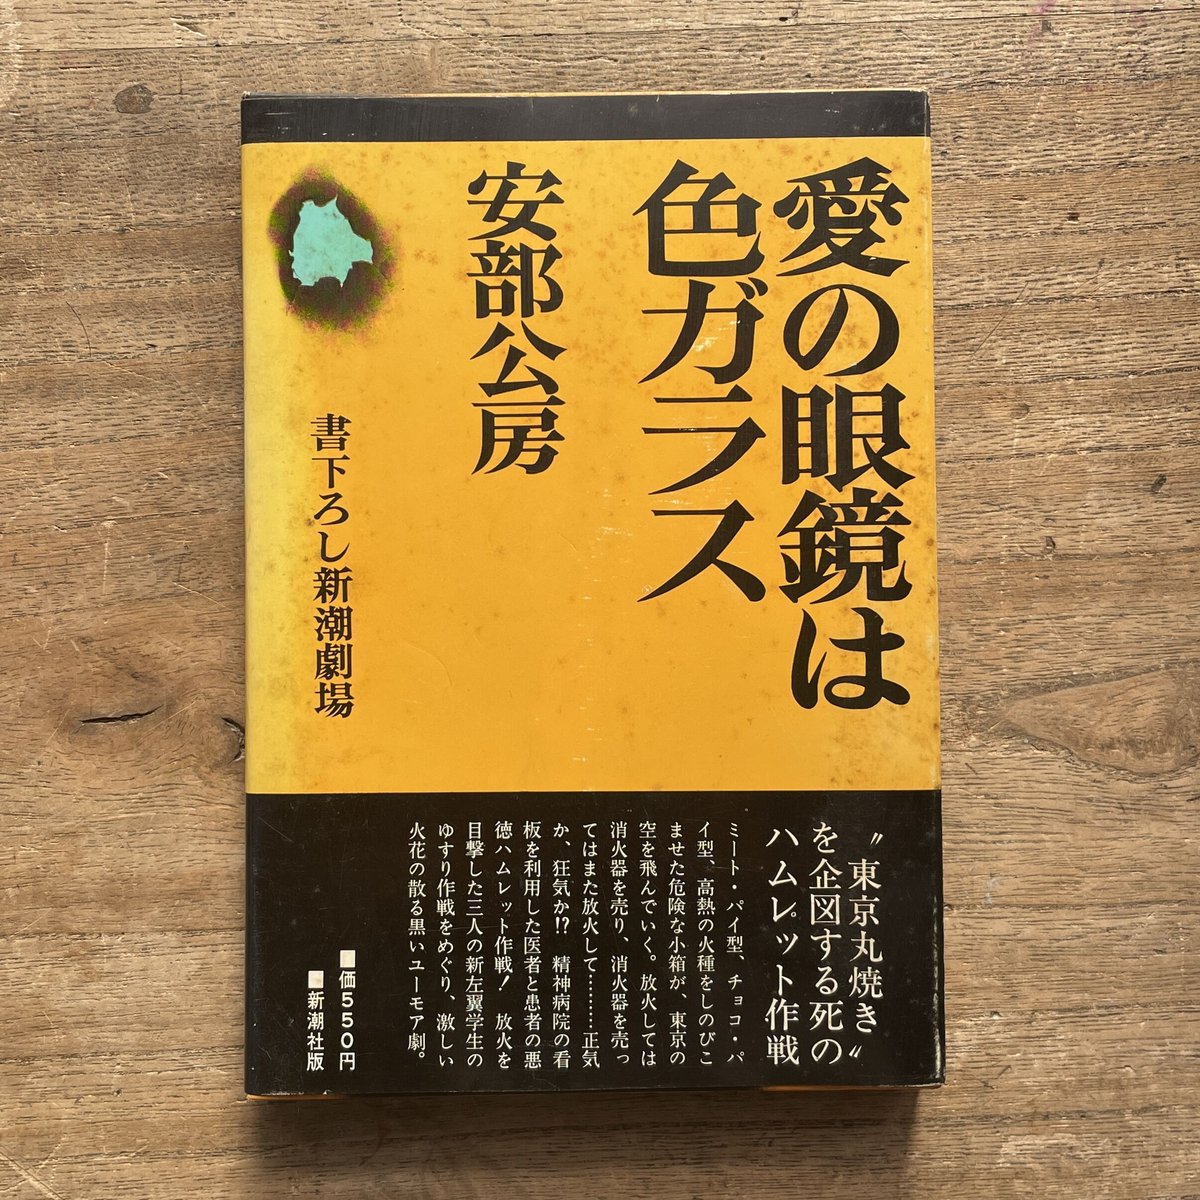 愛の眼鏡は
色ガラス
安部公房
書下ろし新潮劇場
〝東京丸焼き〟
を企図する死の
ハムレット作戦
ミート・パイ型、チョコ・パ
イ型、高熱の火種をしのびこ
ませた危険な小箱が、東京の
空を飛んでいく。放火しては
消火器を売り、消火器を売っ
てはまた放火して………正気
か、狂気か!? 精神病院の看
板を利用した医者と患者の悪
徳ハムレット作戦! 放火を
目撃した三人の新左翼学生の
ゆすり作戦をめぐり、激しい
火花の散る黒いユーモア劇。
■価550円
■新潮社版